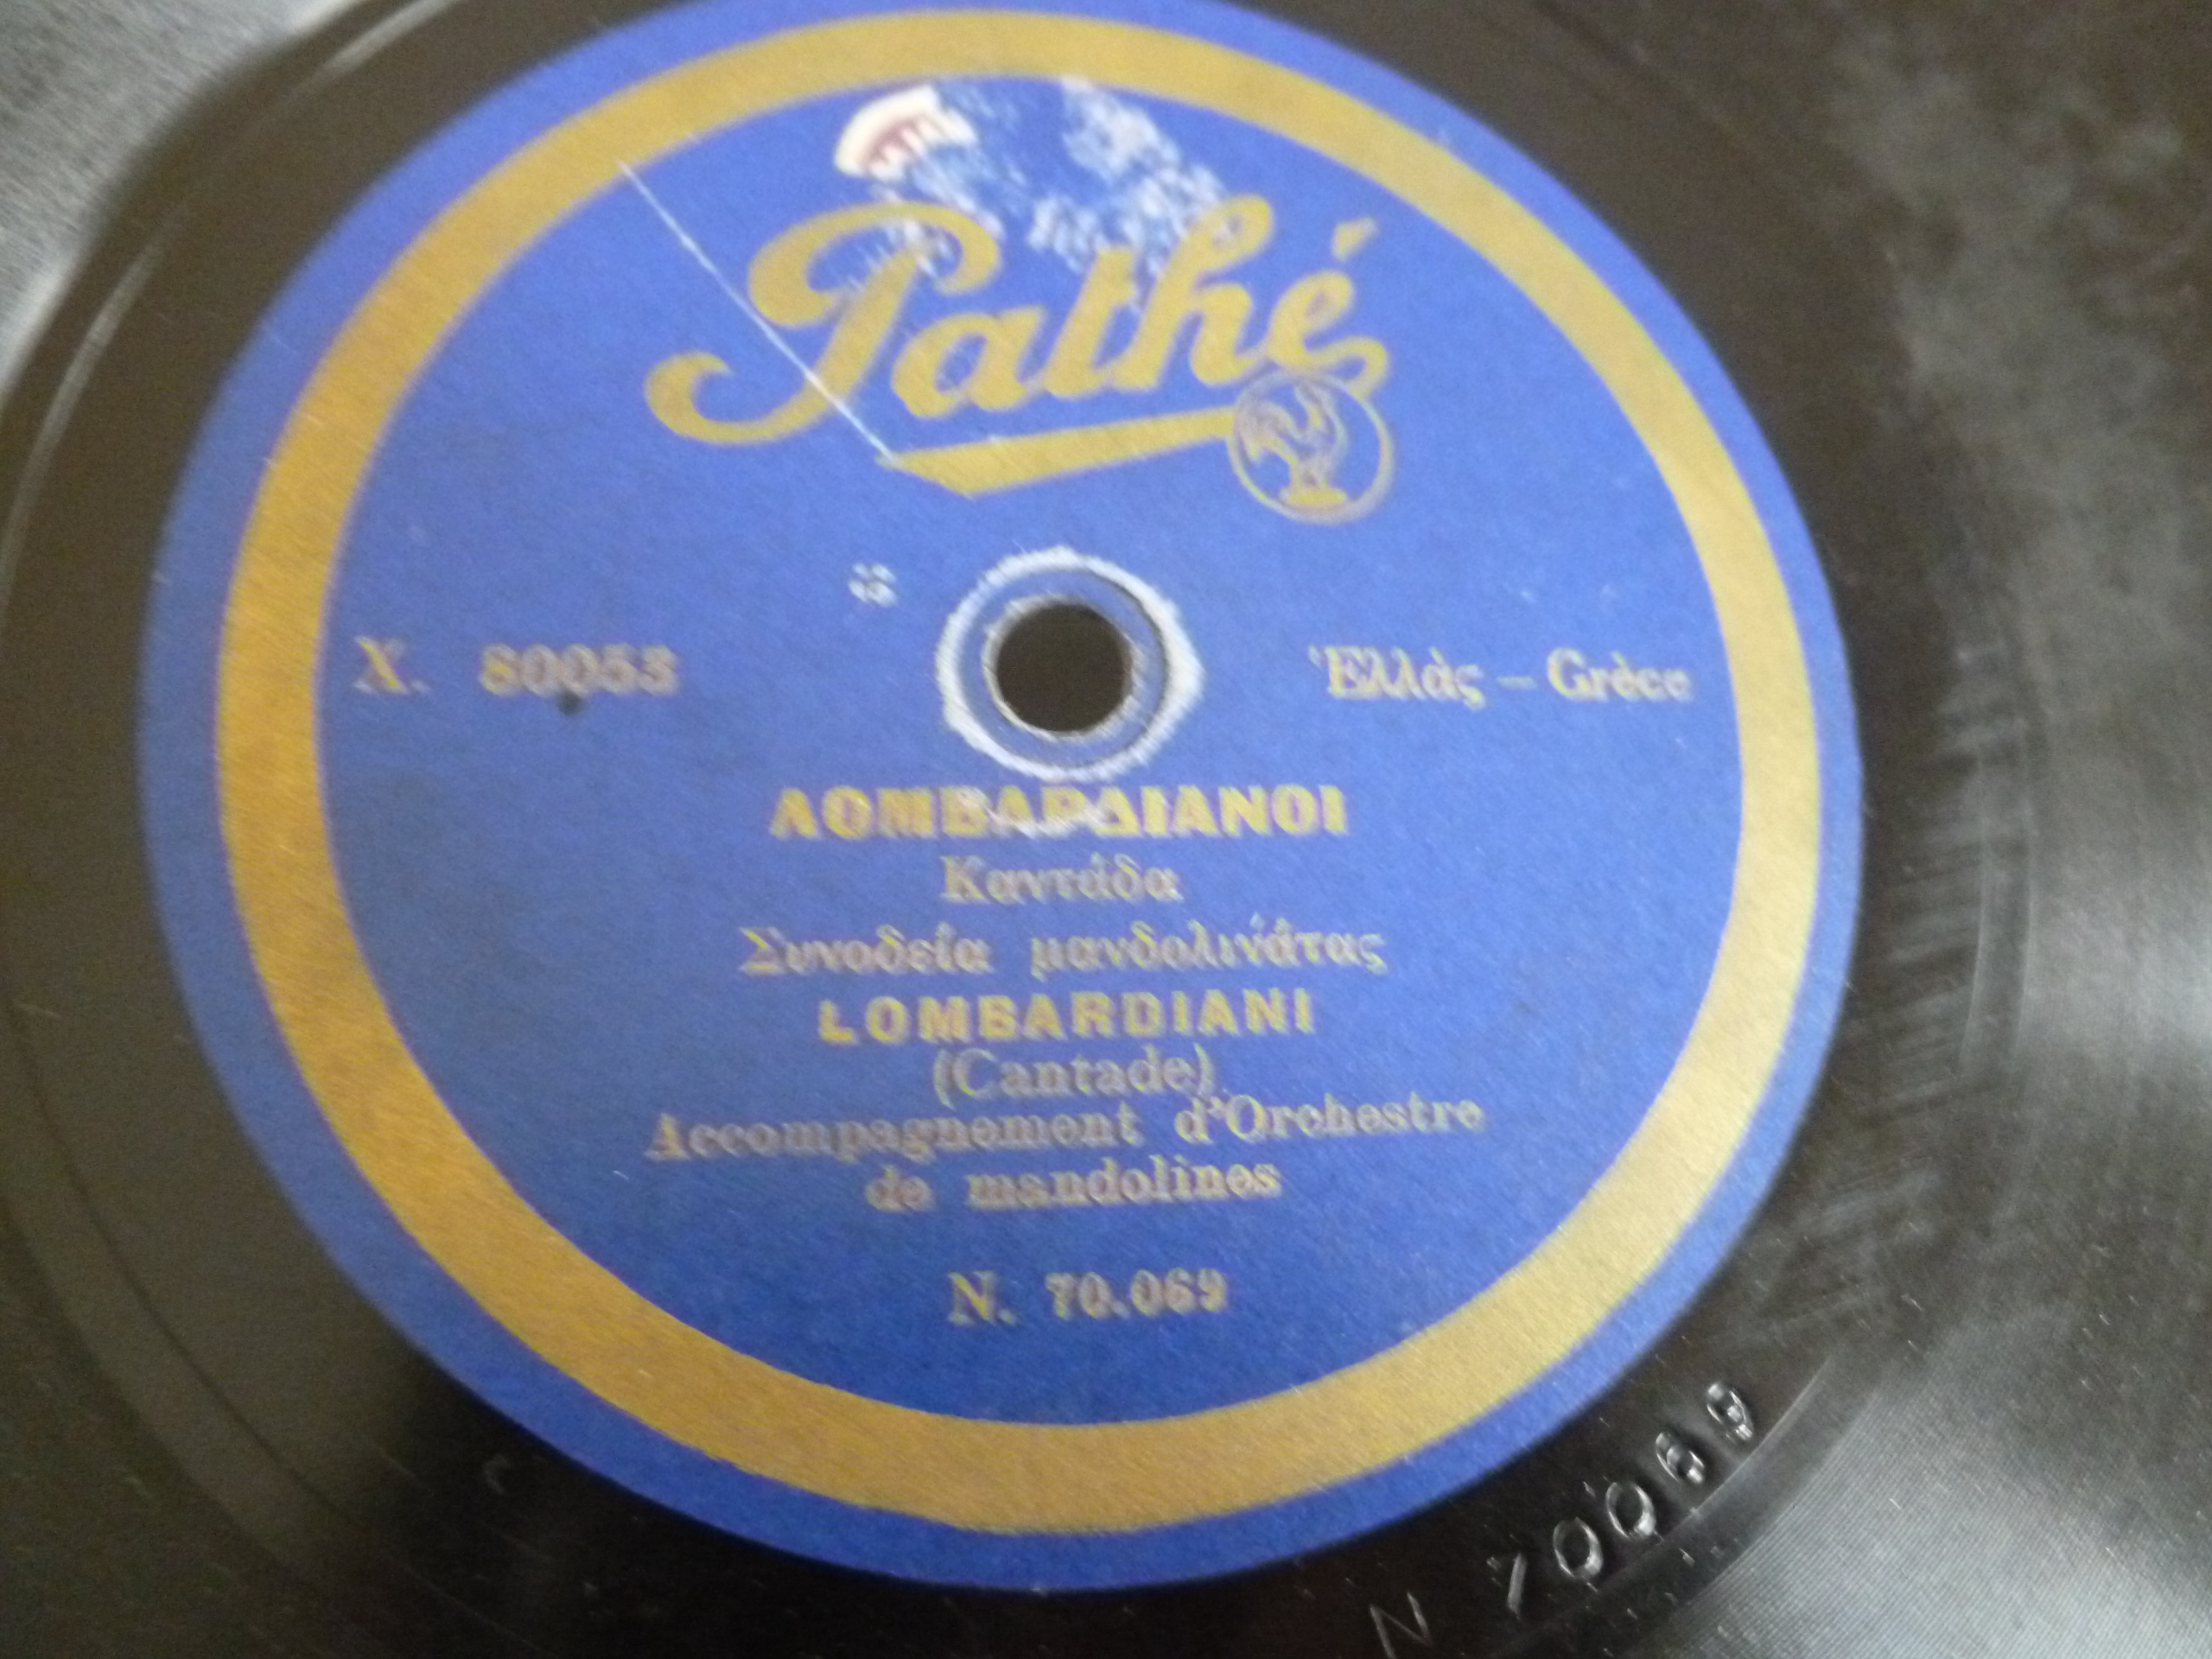 Pathé
X. 80053
Ἑλλὰς – Grèce
ΛΟΜΒΑΡΔΙΑΝΟΙ
Καντάδα
Συνοδεία μανδολινάτας
LOMBARDIANI
(Cantade)
Accompagnement d'Orchestre
de mandolines
N. 70.069
N 70069